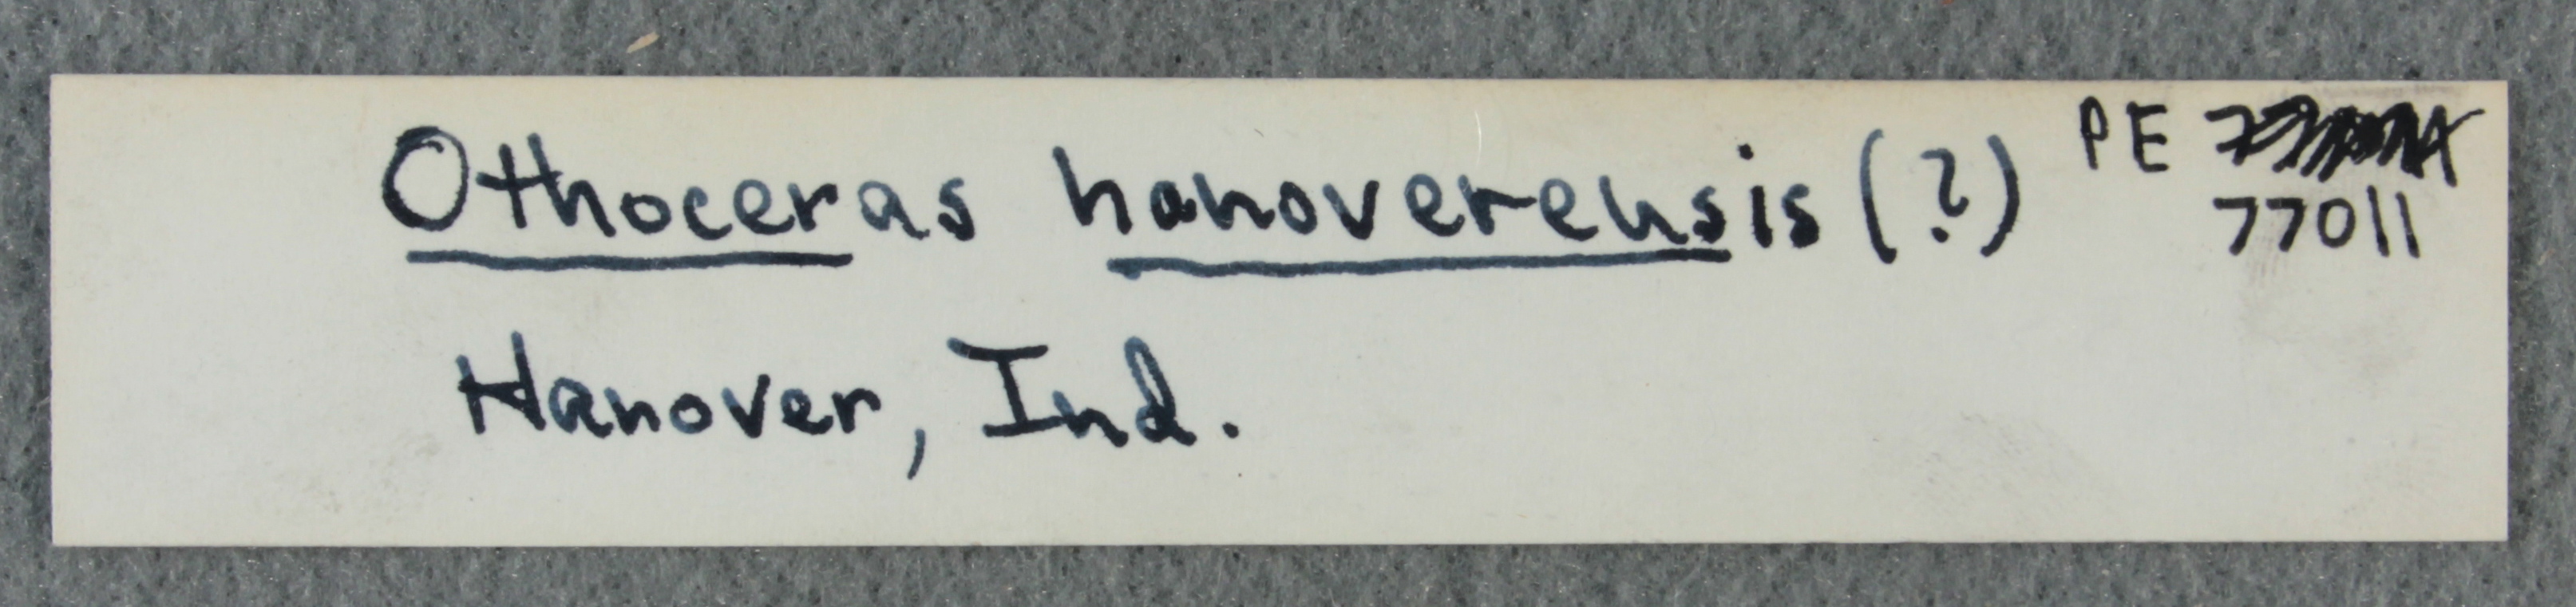 Othoceras hanoverensis (?) PE
77011
Hanover, Ind.